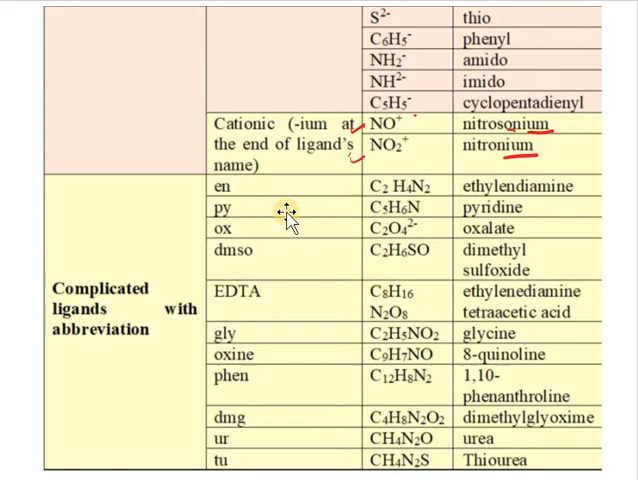 S²⁻ thio
C₆H₅⁻ phenyl
NH₂⁻ amido
NH²⁻ imido
C₅H₅⁻ cyclopentadienyl
Cationic (-ium at NO⁺ nitrosonium
the end of ligand's NO₂⁺ nitronium
name)
en C₂ H₄N₂ ethylendiamine
py C₅H₆N pyridine
ox C₂O₄²⁻ oxalate
dmso C₂H₆SO dimethyl
sulfoxide
Complicated EDTA C₈H₁₆ ethylenediamine
ligands with N₂O₈ tetraacetic acid
abbreviation gly C₂H₅NO₂ glycine
oxine C₉H₇NO 8-quinoline
phen C₁₂H₈N₂ 1,10-
phenanthroline
dmg C₄H₈N₂O₂ dimethylglyoxime
ur CH₄N₂O urea
tu CH₄N₂S Thiourea